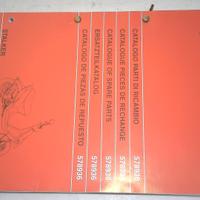 STALKER
CATALOGO PARTI DI RICAMBIO 578936
CATALOGUE PIECES DE RECHANGE 578936
CATALOGUE OF SPARE PARTS 578936
ERSATZTEILKATALOG 578936
CATALOGO DE PIEZAS DE REPUESTO 578936